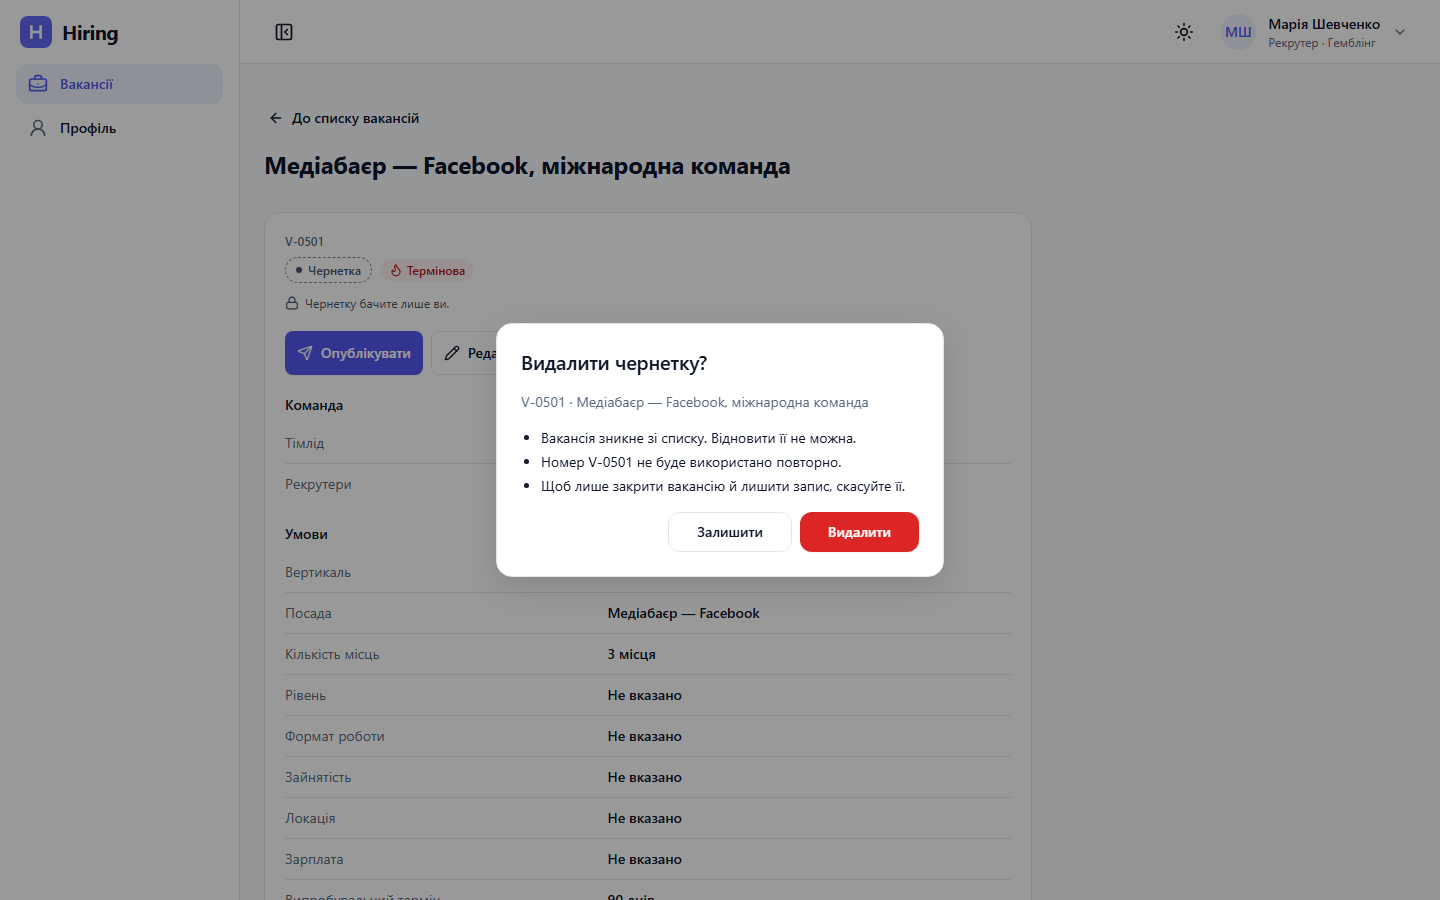 H Hiring
Вакансії
Профіль
МШ
Марія Шевченко
Рекрутер · Гемблінг
До списку вакансій
Медіабаєр — Facebook, міжнародна команда
V-0501
Чернетка
Термінова
Чернетку бачите лише ви.
Опублікувати
Реда
Команда
Тімлід
Рекрутери
Умови
Вертикаль
Посада Медіабаєр — Facebook
Кількість місць 3 місця
Рівень Не вказано
Формат роботи Не вказано
Зайнятість Не вказано
Локація Не вказано
Зарплата Не вказано
Випробувальний термін 90 днів
Видалити чернетку?
V-0501 · Медіабаєр — Facebook, міжнародна команда
Вакансія зникне зі списку. Відновити її не можна.
Номер V-0501 не буде використано повторно.
Щоб лише закрити вакансію й лишити запис, скасуйте її.
Залишити
Видалити